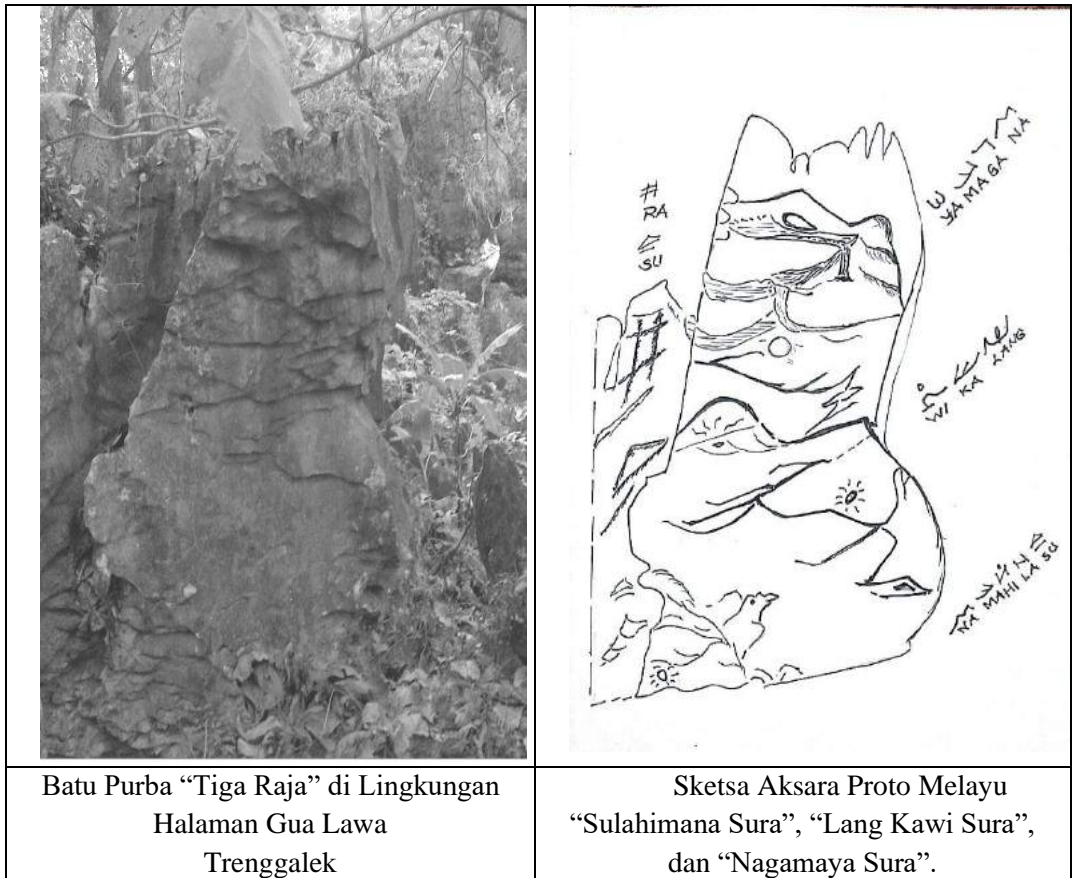 RA
SU
YA MA GA NA
WI KA LANG
NA MAHI LA SU
Batu Purba “Tiga Raja” di Lingkungan
Halaman Gua Lawa
Trenggalek
Sketsa Aksara Proto Melayu
“Sulahimana Sura”, “Lang Kawi Sura”,
dan “Nagamaya Sura”.